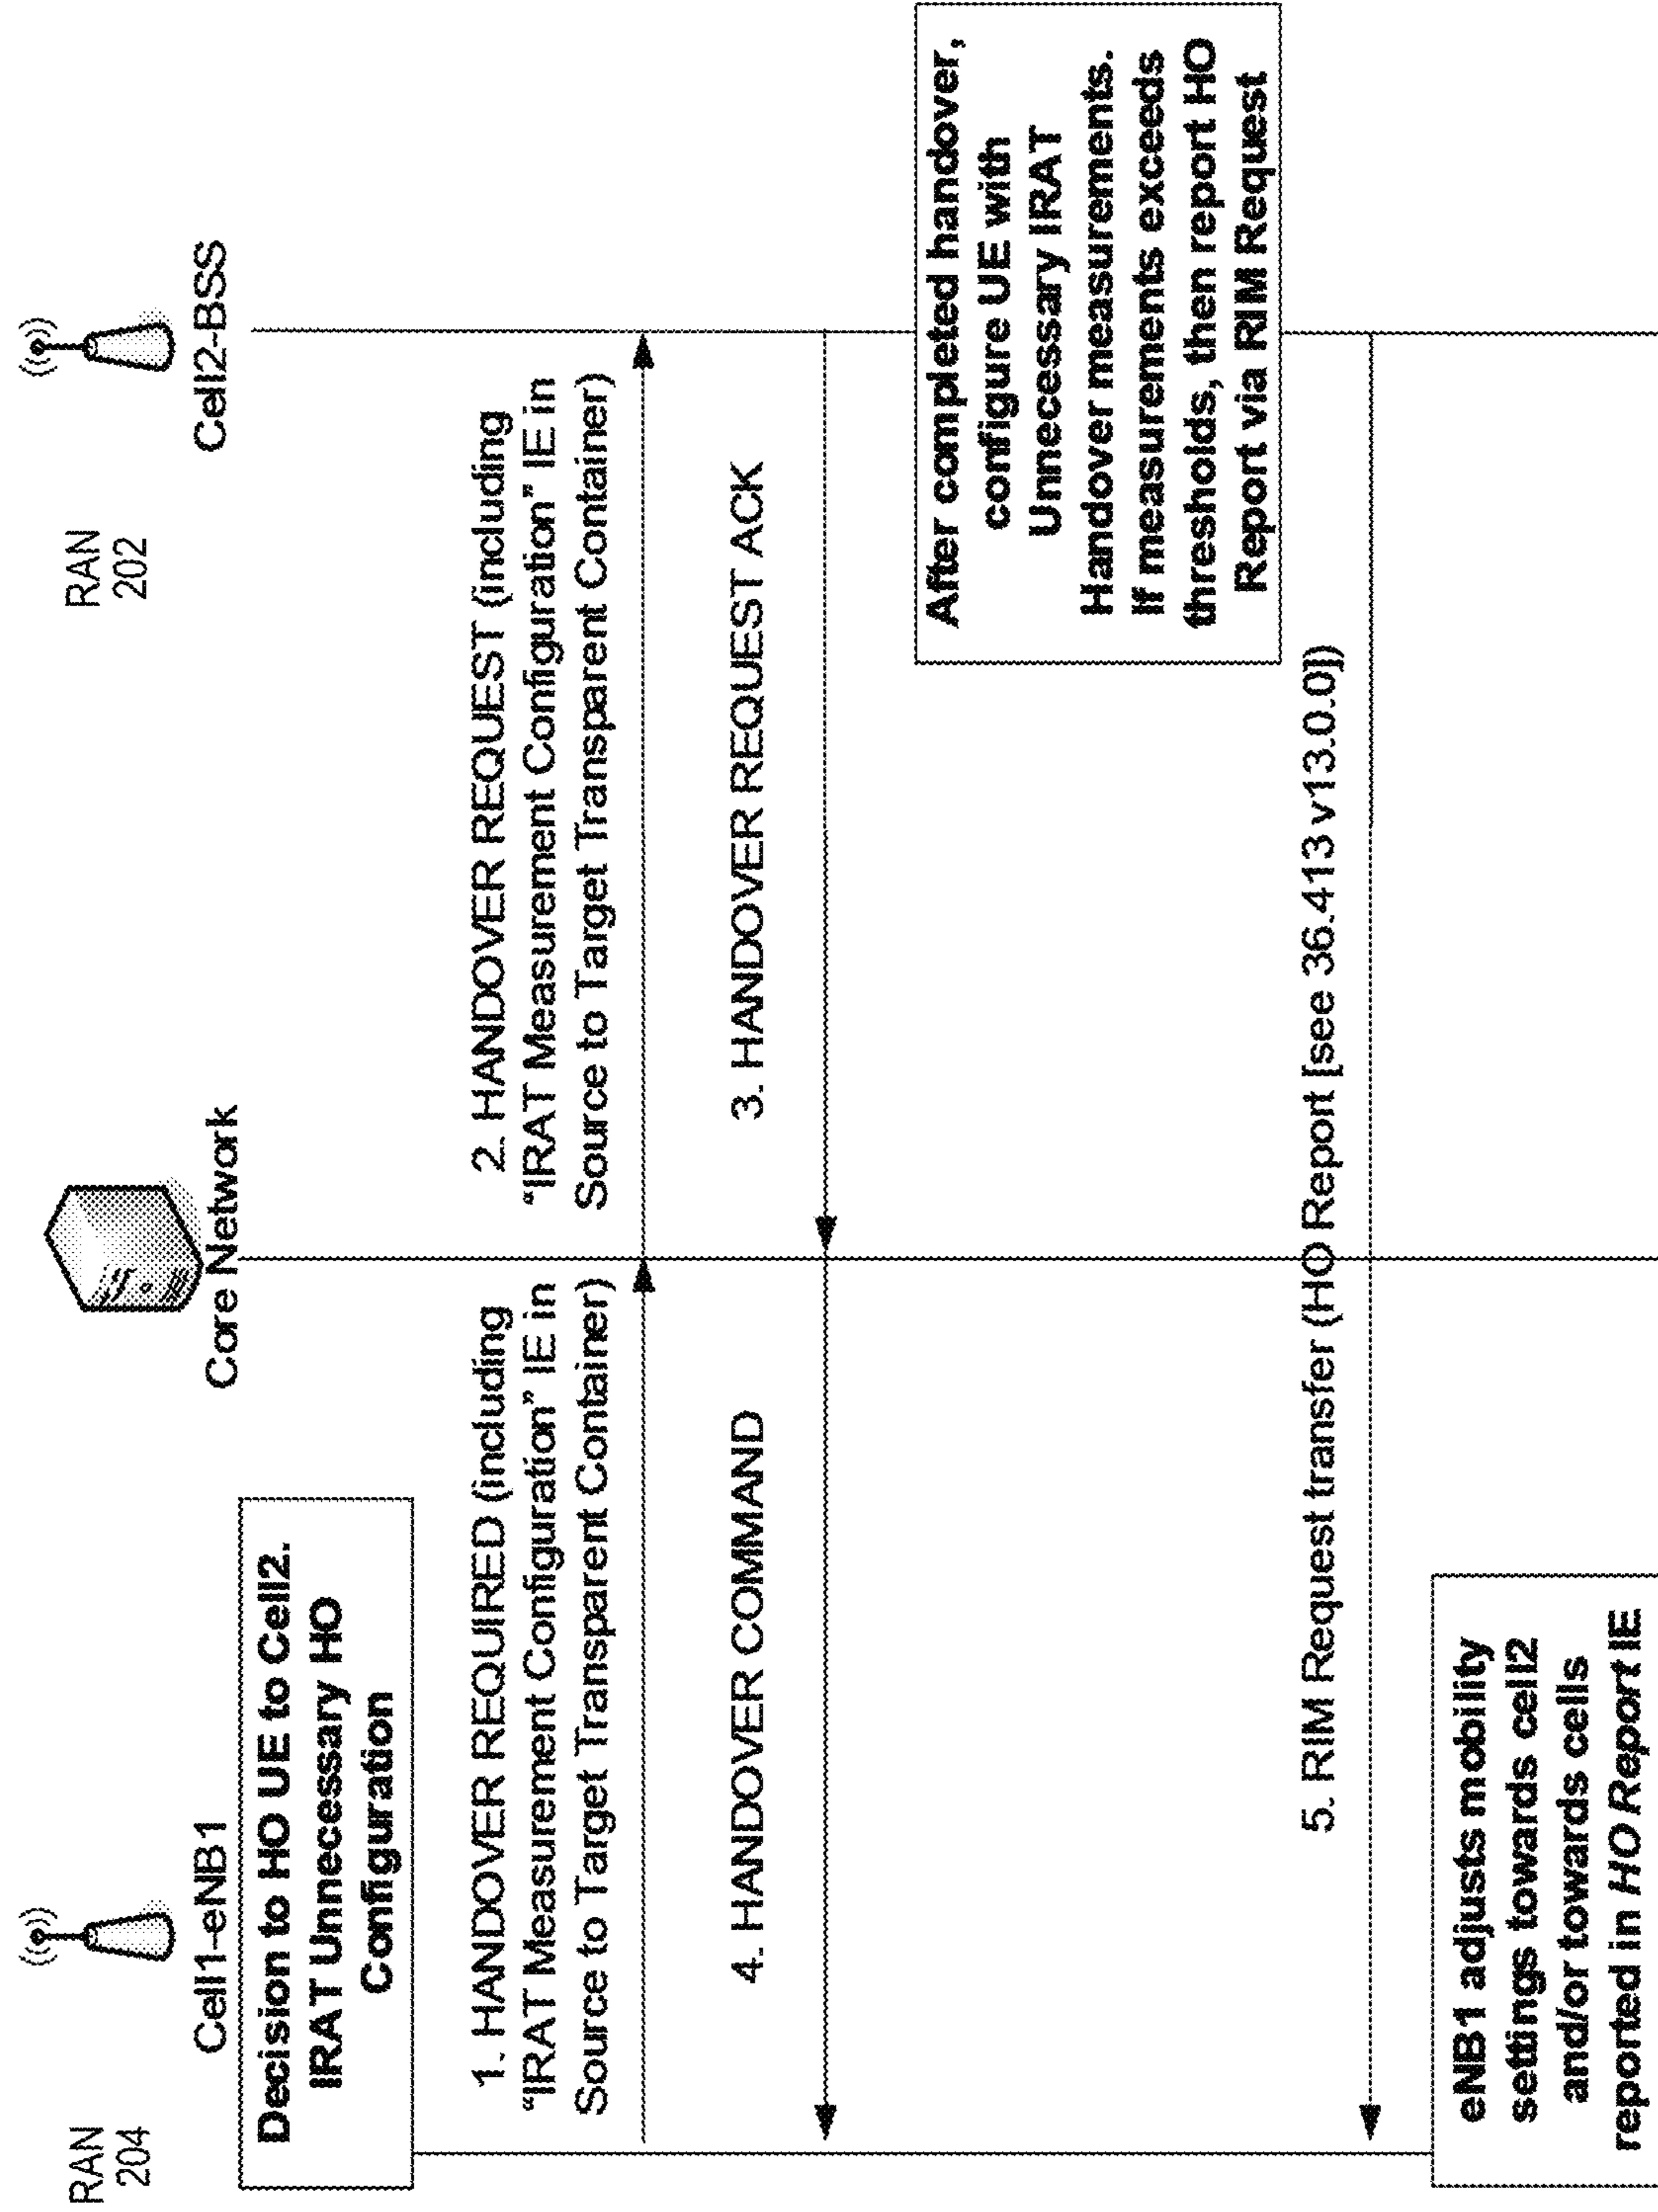 RAN
204
Cell1-eNB1
Core Network
RAN
202
Cell2-BSS
Decision to HO UE to Cell2.
IRAT Unnecessary HO
Configuration
1. HANDOVER REQUIRED (including
"IRAT Measurement Configuration" IE in
Source to Target Transparent Container)
2. HANDOVER REQUEST (including
"IRAT Measurement Configuration" IE in
Source to Target Transparent Container)
3. HANDOVER REQUEST ACK
4. HANDOVER COMMAND
After completed handover,
configure UE with
Unnecessary IRAT
Handover measurements.
If measurements exceeds
thresholds, then report HO
Report via RIM Request
5. RIM Request transfer (HO Report [see 36.413 v13.0.0])
eNB1 adjusts mobility
settings towards cell2
and/or towards cells
reported in HO Report IE